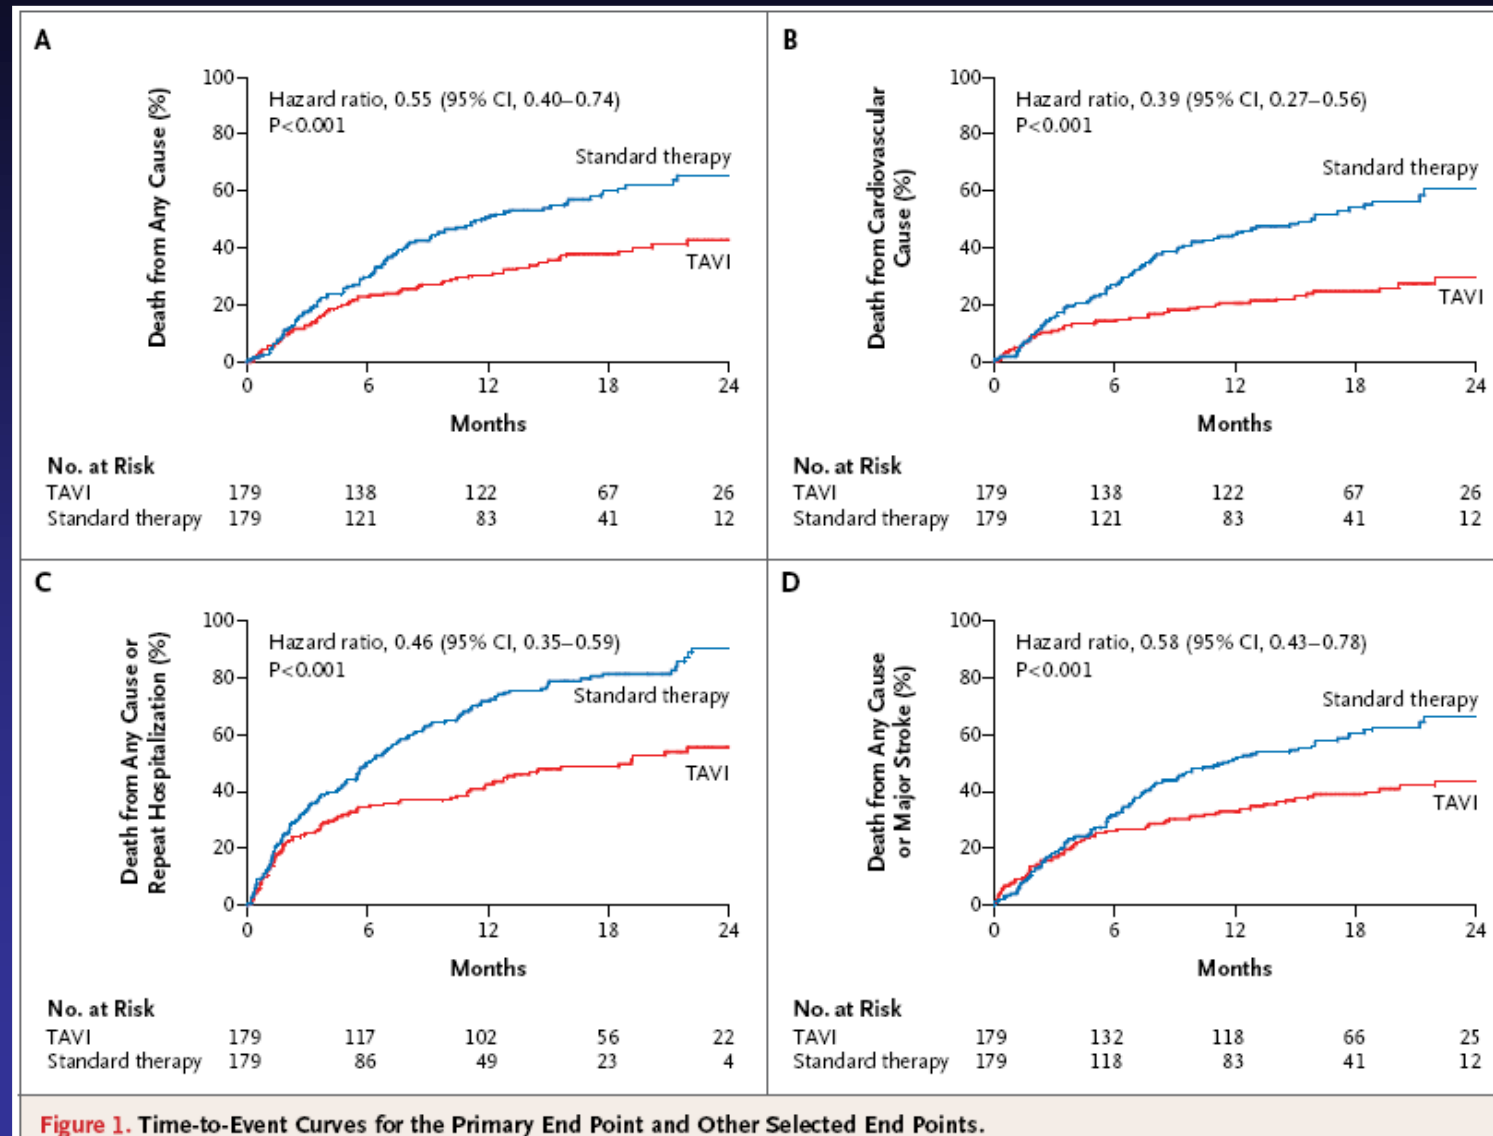 A
Death from Any Cause (%)
100
80
60
40
20
0
Hazard ratio, 0.55 (95% CI, 0.40–0.74)
P<0.001
Standard therapy
TAVI
0 6 12 18 24
Months
No. at Risk
TAVI 179 138 122 67 26
Standard therapy 179 121 83 41 12
B
Death from Cardiovascular
Cause (%)
100
80
60
40
20
0
Hazard ratio, 0.39 (95% CI, 0.27–0.56)
P<0.001
Standard therapy
TAVI
0 6 12 18 24
Months
No. at Risk
TAVI 179 138 122 67 26
Standard therapy 179 121 83 41 12
C
Death from Any Cause or
Repeat Hospitalization (%)
100
80
60
40
20
0
Hazard ratio, 0.46 (95% CI, 0.35–0.59)
P<0.001
Standard therapy
TAVI
0 6 12 18 24
Months
No. at Risk
TAVI 179 117 102 56 22
Standard therapy 179 86 49 23 4
D
Death from Any Cause
or Major Stroke (%)
100
80
60
40
20
0
Hazard ratio, 0.58 (95% CI, 0.43–0.78)
P<0.001
Standard therapy
TAVI
0 6 12 18 24
Months
No. at Risk
TAVI 179 132 118 66 25
Standard therapy 179 118 83 41 12
Figure 1. Time-to-Event Curves for the Primary End Point and Other Selected End Points.